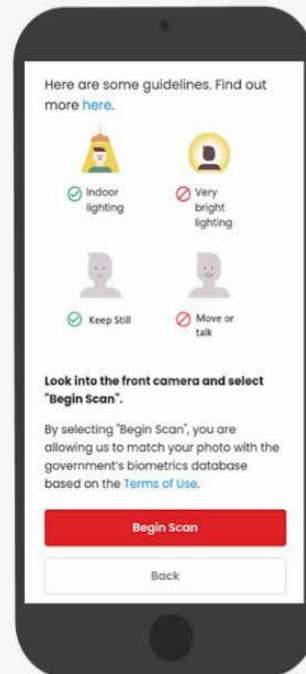 Here are some guidelines. Find out
more here.
Indoor
lighting
Very
bright
lighting
Keep Still
Move or
talk
Look into the front camera and select
"Begin Scan".
By selecting "Begin Scan", you are
allowing us to match your photo with the
government's biometrics database
based on the Terms of Use.
Begin Scan
Back